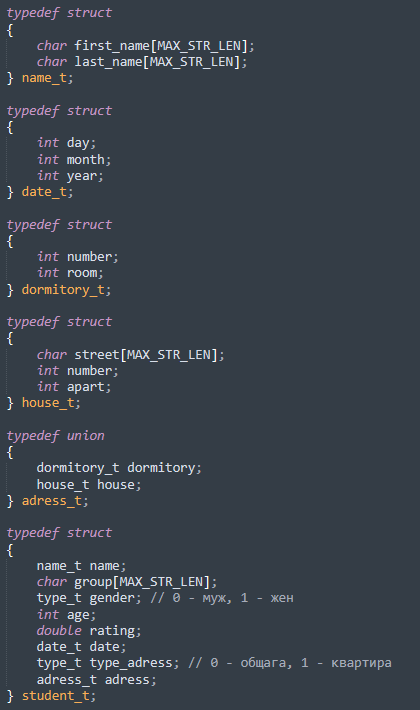 typedef struct
{
    char first_name[MAX_STR_LEN];
    char last_name[MAX_STR_LEN];
} name_t;

typedef struct
{
    int day;
    int month;
    int year;
} date_t;

typedef struct
{
    int number;
    int room;
} dormitory_t;

typedef struct
{
    char street[MAX_STR_LEN];
    int number;
    int apart;
} house_t;

typedef union
{
    dormitory_t dormitory;
    house_t house;
} adress_t;

typedef struct
{
    name_t name;
    char group[MAX_STR_LEN];
    type_t gender; // 0 - муж, 1 - жен
    int age;
    double rating;
    date_t date;
    type_t type_adress; // 0 - общага, 1 - квартира
    adress_t adress;
} student_t;